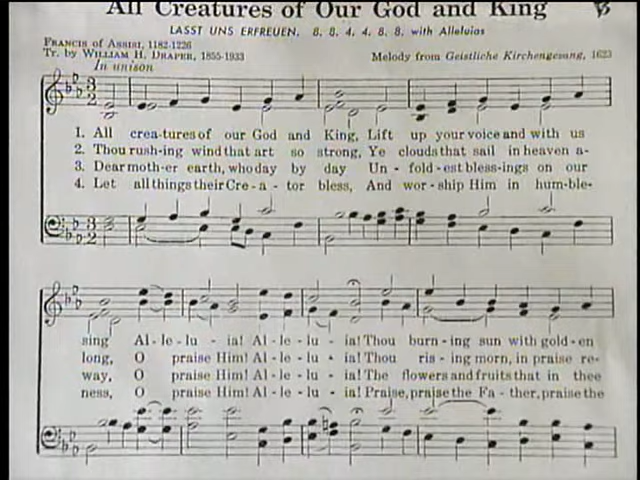 All Creatures of Our God and King
LASST UNS ERFREUEN. 8. 8. 4. 4. 8. 8. with Alleluias
FRANCIS of ASSISI, 1182-1226
Tr. by WILLIAM H. DRAPER, 1855-1933
Melody from Geistliche Kirchengesang, 1623
In unison
1. All crea-tures of our God and King, Lift up your voice and with us
2. Thou rush-ing wind that art so strong, Ye clouds that sail in heaven a-
3. Dear moth-er earth, who day by day Un - fold - est bless-ings on our
4. Let all things their Cre - a - tor bless, And wor - ship Him in hum-ble-
sing Al - le - lu - ia! Al - le - lu - ia! Thou burn-ing sun with gold-en
long, O praise Him! Al - le - lu - ia! Thou ris - ing morn, in praise re-
way, O praise Him! Al - le - lu - ia! The flowers and fruits that in thee
ness, O praise Him! Al - le - lu - ia! Praise, praise the Fa - ther, praise the